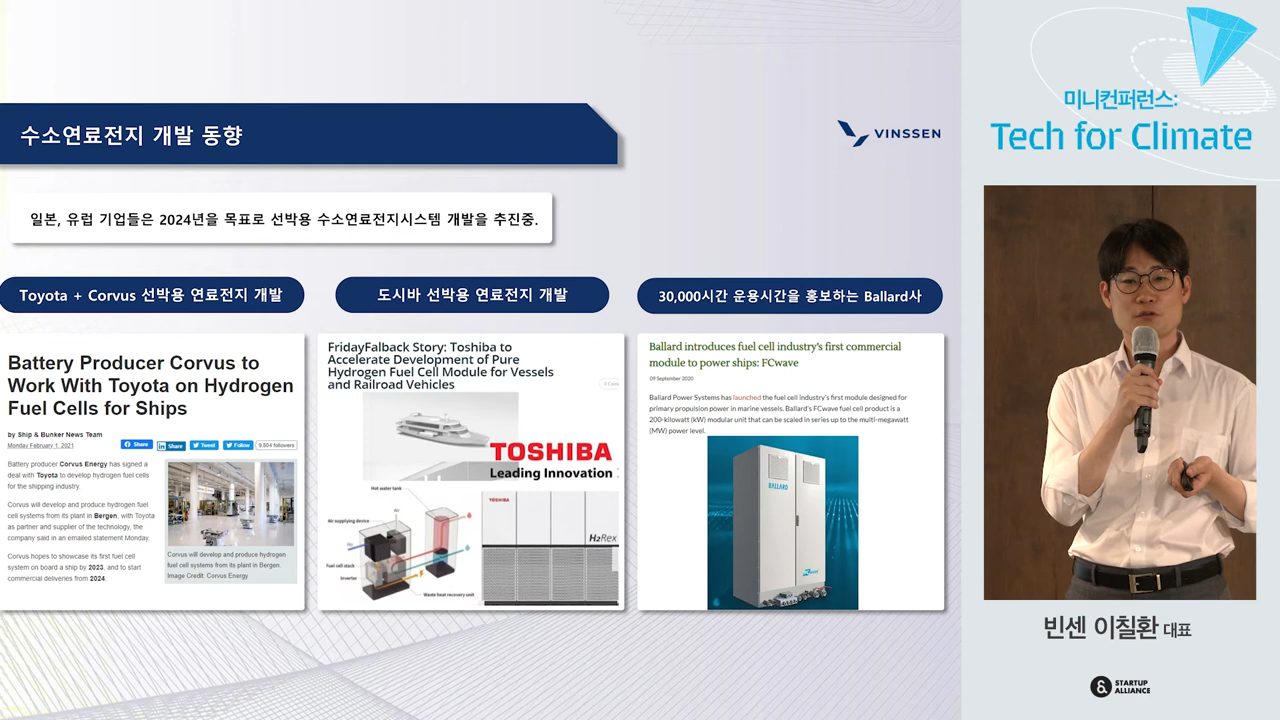 수소연료전지 개발 동향
VINSSEN
일본, 유럽 기업들은 2024년을 목표로 선박용 수소연료전지시스템 개발을 추진중.
Toyota + Corvus 선박용 연료전지 개발
Battery Producer Corvus to
Work With Toyota on Hydrogen
Fuel Cells for Ships
by Ship & Bunker News Team
Monday February 1, 2021
Share
Share
Tweet
Follow
9,884 followers
Battery producer Corvus Energy has signed a
deal with Toyota to develop hydrogen fuel cells
for the shipping industry.
Corvus will develop and produce hydrogen fuel
cell systems from its plant in Bergen, with Toyota
as partner and supplier of the technology, the
company said in an emailed statement Monday.
Corvus hopes to showcase its first fuel cell
system on board a ship by 2023, and to start
commercial deliveries from 2024.
Corvus will develop and produce hydrogen
fuel cell systems from its plant in Bergen.
Image Credit: Corvus Energy
도시바 선박용 연료전지 개발
FridayFalback Story: Toshiba to
Accelerate Development of Pure
Hydrogen Fuel Cell Module for Vessels
and Railroad Vehicles
TOSHIBA
Leading Innovation
Hot water tank
Air supplying device
Air
Fuel cell stack
Inverter
Waste heat recovery unit
TOSHIBA
H2Rex
30,000시간 운용시간을 홍보하는 Ballard사
Ballard introduces fuel cell industry's first commercial
module to power ships: FCwave
09 September 2020
Ballard Power Systems has launched the fuel cell industry's first module designed for
primary propulsion power in marine vessels. Ballard's FCwave fuel cell product is a
200-kilowatt (kW) modular unit that can be scaled in series up to the multi-megawatt
(MW) power level.
BALLARD
미니컨퍼런스:
Tech for Climate
빈센 이칠환 대표
STARTUP
ALLIANCE